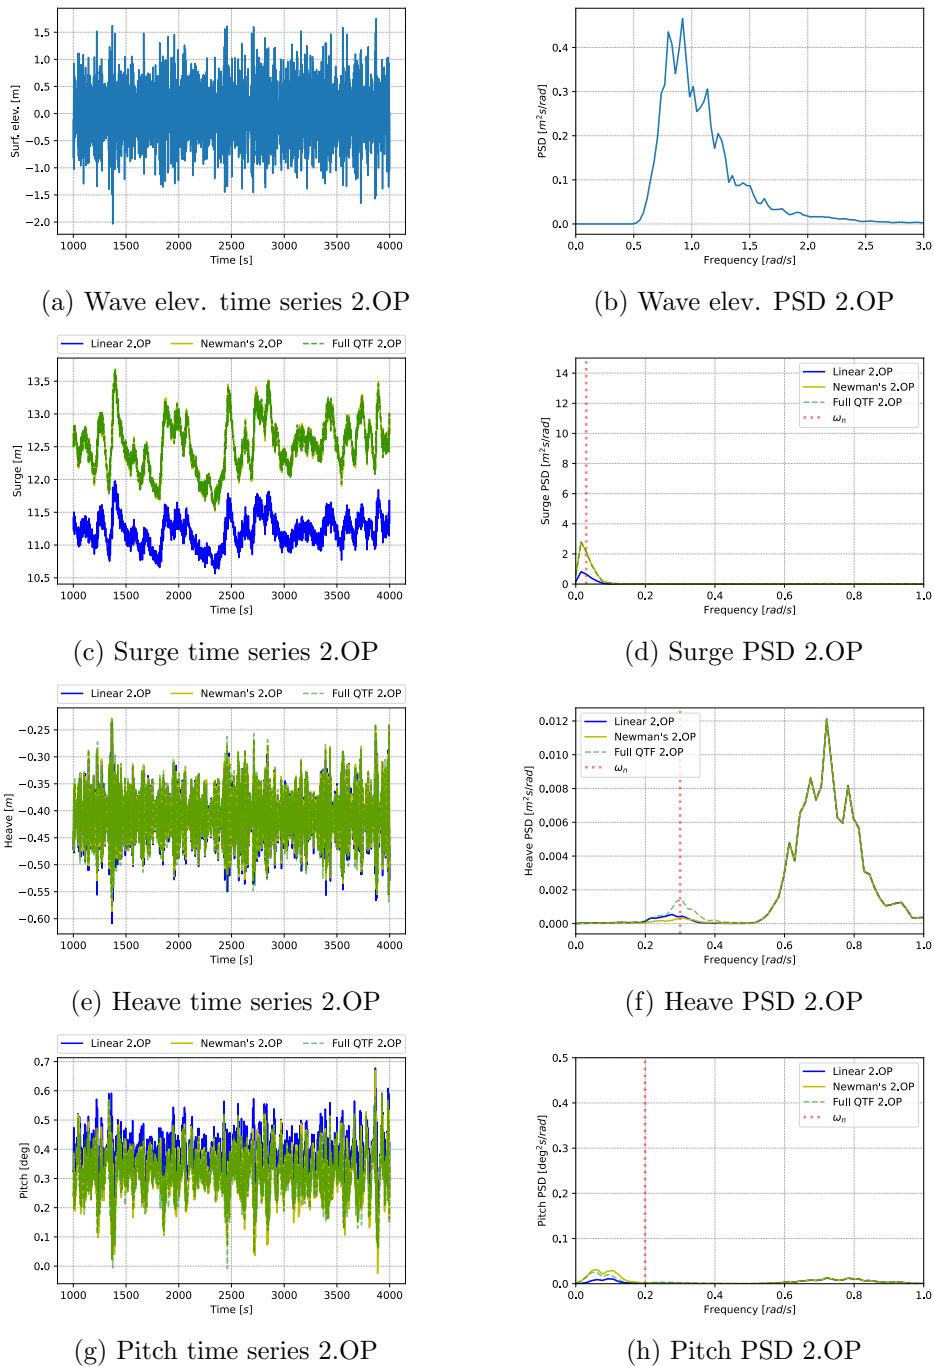 1.5
1.0
0.5
0.0
−0.5
−1.0
−1.5
−2.0
Surf. elev. [m]
1000 1500 2000 2500 3000 3500 4000
Time [s]
(a) Wave elev. time series 2.OP
0.4
0.3
0.2
0.1
0.0
PSD [m²s/rad]
0.0 0.5 1.0 1.5 2.0 2.5 3.0
Frequency [rad/s]
(b) Wave elev. PSD 2.OP
Linear 2.OP Newman's 2.OP Full QTF 2.OP
13.5
13.0
12.5
12.0
11.5
11.0
10.5
Surge [m]
1000 1500 2000 2500 3000 3500 4000
Time [s]
(c) Surge time series 2.OP
Linear 2.OP
Newman's 2.OP
Full QTF 2.OP
ωn
14
12
10
8
6
4
2
0
Surge PSD [m²s/rad]
0.0 0.2 0.4 0.6 0.8 1.0
Frequency [rad/s]
(d) Surge PSD 2.OP
Linear 2.OP Newman's 2.OP Full QTF 2.OP
−0.25
−0.30
−0.35
−0.40
−0.45
−0.50
−0.55
−0.60
Heave [m]
1000 1500 2000 2500 3000 3500 4000
Time [s]
(e) Heave time series 2.OP
Linear 2.OP
Newman's 2.OP
Full QTF 2.OP
ωn
0.012
0.010
0.008
0.006
0.004
0.002
0.000
Heave PSD [m²s/rad]
0.0 0.2 0.4 0.6 0.8 1.0
Frequency [rad/s]
(f) Heave PSD 2.OP
Linear 2.OP Newman's 2.OP Full QTF 2.OP
0.7
0.6
0.5
0.4
0.3
0.2
0.1
0.0
Pitch [deg]
1000 1500 2000 2500 3000 3500 4000
Time [s]
(g) Pitch time series 2.OP
Linear 2.OP
Newman's 2.OP
Full QTF 2.OP
ωn
0.5
0.4
0.3
0.2
0.1
0.0
Pitch PSD [deg²s/rad]
0.0 0.2 0.4 0.6 0.8 1.0
Frequency [rad/s]
(h) Pitch PSD 2.OP